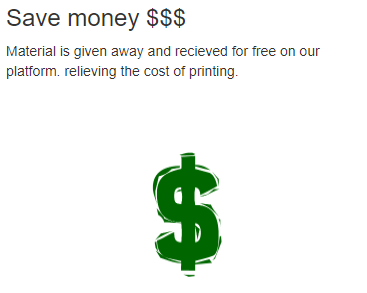 Save money $$$
Material is given away and recieved for free on our
platform. relieving the cost of printing.
$